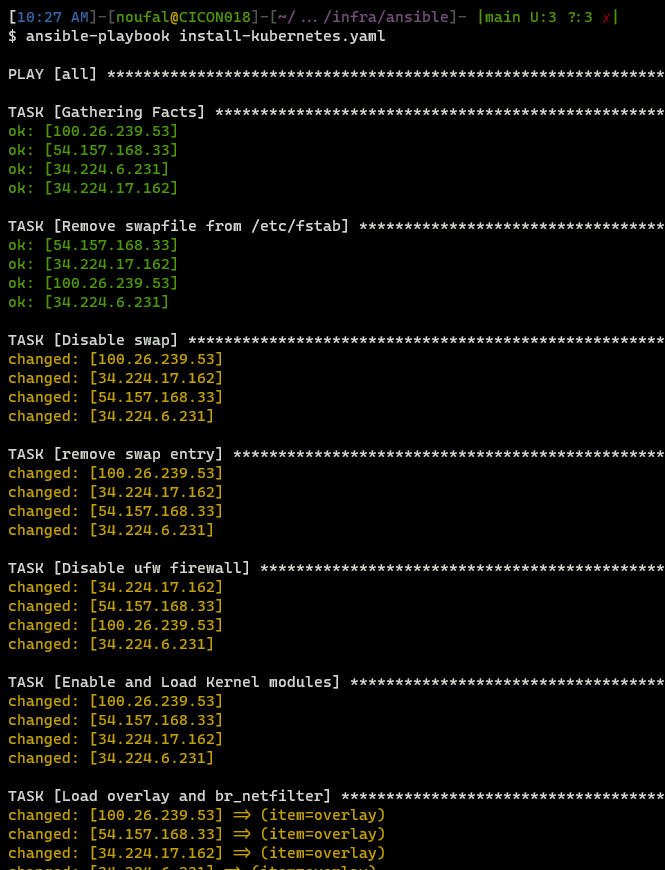 [10:27 AM]-[noufal@CICON018]-[~/…/infra/ansible]- |main U:3 ?:3 ✗|
$ ansible-playbook install-kubernetes.yaml
PLAY [all] **************************************************************
TASK [Gathering Facts] **************************************************
ok: [100.26.239.53]
ok: [54.157.168.33]
ok: [34.224.6.231]
ok: [34.224.17.162]
TASK [Remove swapfile from /etc/fstab] **********************************
ok: [54.157.168.33]
ok: [34.224.17.162]
ok: [100.26.239.53]
ok: [34.224.6.231]
TASK [Disable swap] *****************************************************
changed: [100.26.239.53]
changed: [34.224.17.162]
changed: [54.157.168.33]
changed: [34.224.6.231]
TASK [remove swap entry] ************************************************
changed: [100.26.239.53]
changed: [34.224.17.162]
changed: [54.157.168.33]
changed: [34.224.6.231]
TASK [Disable ufw firewall] *********************************************
changed: [34.224.17.162]
changed: [54.157.168.33]
changed: [100.26.239.53]
changed: [34.224.6.231]
TASK [Enable and Load Kernel modules] ***********************************
changed: [100.26.239.53]
changed: [54.157.168.33]
changed: [34.224.17.162]
changed: [34.224.6.231]
TASK [Load overlay and br_netfilter] ************************************
changed: [100.26.239.53] => (item=overlay)
changed: [54.157.168.33] => (item=overlay)
changed: [34.224.17.162] => (item=overlay)
changed: [34.224.6.231] => (item=overlay)